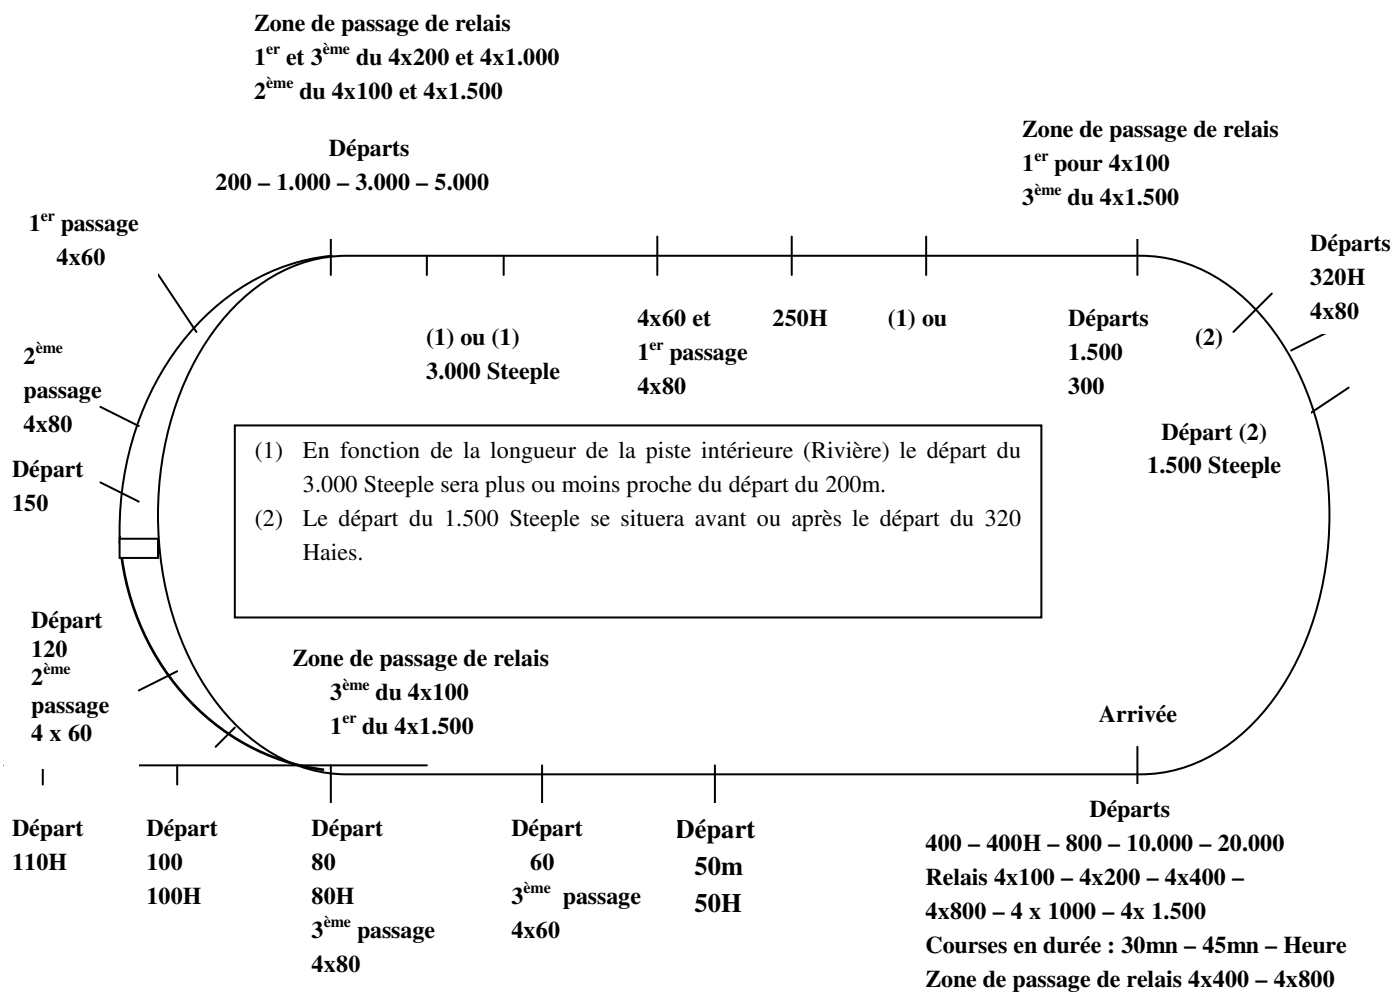 Zone de passage de relais
1er et 3ème du 4x200 et 4x1.000
2ème du 4x100 et 4x1.500
Départs
200 – 1.000 – 3.000 – 5.000
Zone de passage de relais
1er pour 4x100
3ème du 4x1.500
1er passage
4x60
Départs
320H
4x80
2ème
passage
4x80
(1) ou (1)
3.000 Steeple
4x60 et
1er passage
4x80
250H
(1) ou
Départs
1.500
300
(2)
Départ (2)
1.500 Steeple
Départ
150
(1) En fonction de la longueur de la piste intérieure (Rivière) le départ du
3.000 Steeple sera plus ou moins proche du départ du 200m.
(2) Le départ du 1.500 Steeple se situera avant ou après le départ du 320
Haies.
Départ
120
2ème
passage
4 x 60
Zone de passage de relais
3ème du 4x100
1er du 4x1.500
Arrivée
Départ
110H
Départ
100
100H
Départ
80
80H
3ème passage
4x80
Départ
60
3ème passage
4x60
Départ
50m
50H
Départs
400 – 400H – 800 – 10.000 – 20.000
Relais 4x100 – 4x200 – 4x400 –
4x800 – 4 x 1000 – 4x 1.500
Courses en durée : 30mn – 45mn – Heure
Zone de passage de relais 4x400 – 4x800